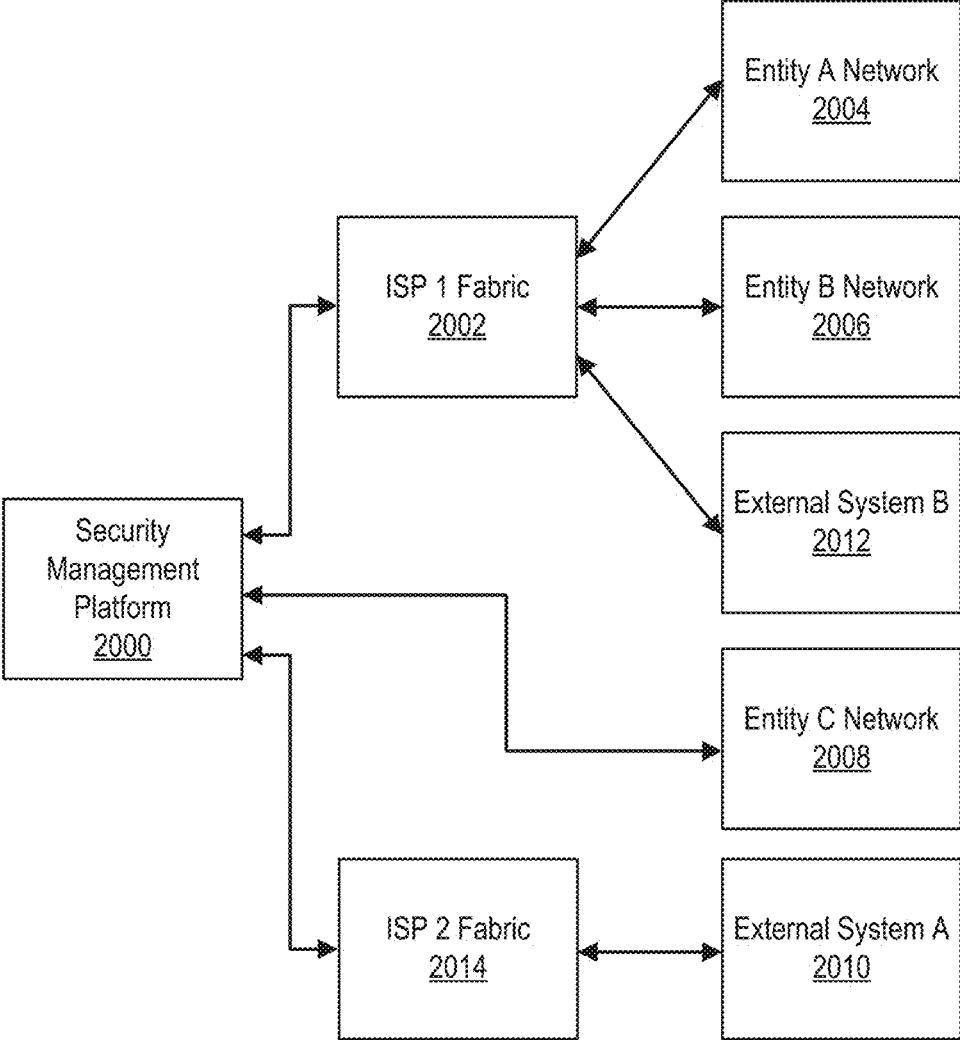 Entity A Network
2004
ISP 1 Fabric
2002
Entity B Network
2006
External System B
2012
Security
Management
Platform
2000
Entity C Network
2008
ISP 2 Fabric
2014
External System A
2010